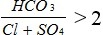 HCO3
Cl + SO4 > 2